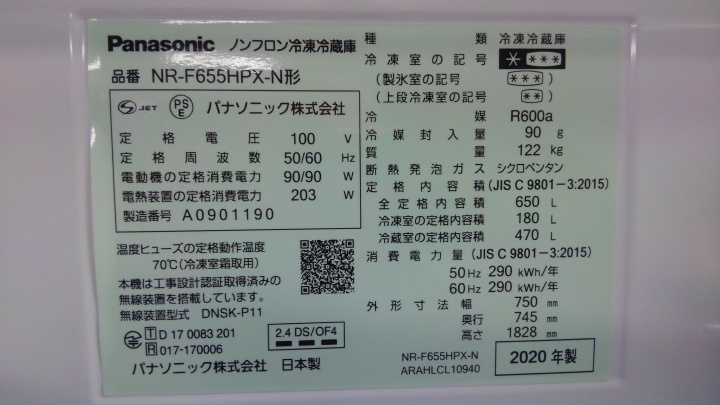 Panasonic ノンフロン冷凍冷蔵庫
品番 NR-F655HPX-N形
S JET PSE パナソニック株式会社
定格電圧 100 V
定格周波数 50/60 Hz
電動機の定格消費電力 90/90 W
電熱装置の定格消費電力 203 W
製造番号 A0901190
温度ヒューズの定格動作温度
70℃(冷凍室霜取用)
本機は工事設計認証取得済みの
無線装置を搭載しています。
無線装置型式 DNSK-P11
T D 17 0083 201
R 017-170006
2.4 DS/OF4
パナソニック株式会社 日本製
種類 冷凍冷蔵庫
冷凍室の記号 * ***
(製氷室の記号 ***)
(上段冷凍室の記号 **)
冷媒 R600a
冷媒封入量 90 g
質量 122 kg
断熱発泡ガス シクロペンタン
定格内容積 (JIS C 9801-3:2015)
全定格内容積 650 L
冷凍室の定格内容積 180 L
冷蔵室の定格内容積 470 L
消費電力量 (JIS C 9801-3:2015)
50 Hz 290 kWh/年
60 Hz 290 kWh/年
外形寸法 幅 750 mm
奥行 745 mm
高さ 1828 mm
NR-F655HPX-N
ARAHLCL10940
2020 年製